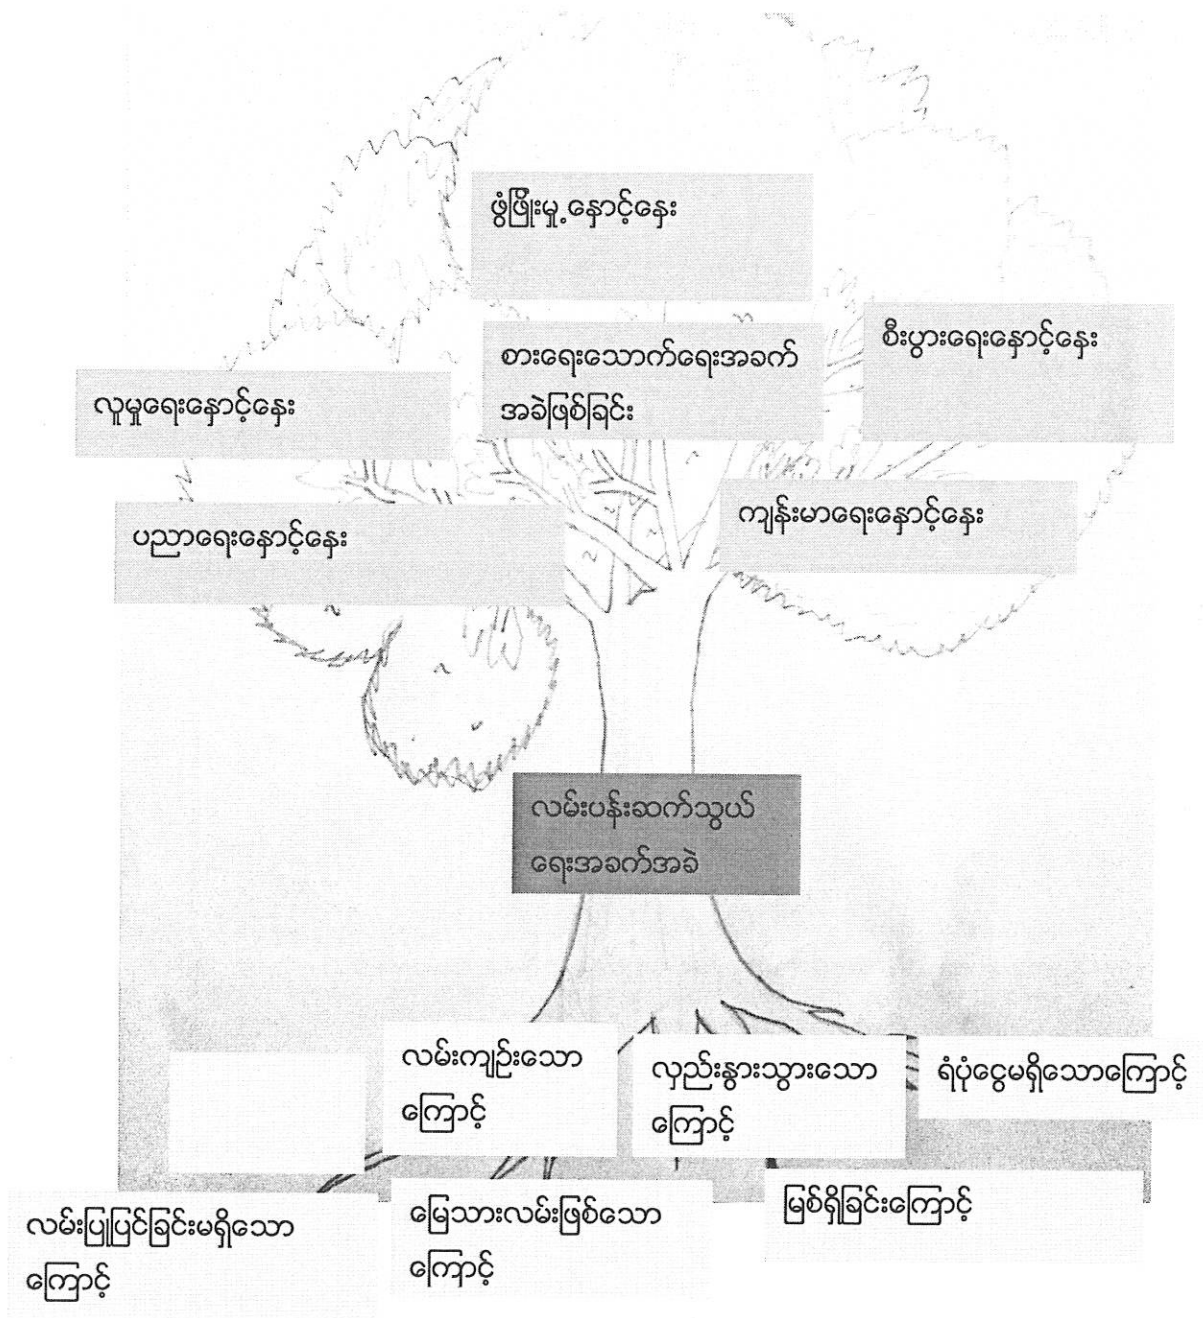 ဖွံဖြိုးမှု့နှောင့်နှေး
စီးပွားရေးနှောင့်နှေး
စားရေးသောက်ရေးအခက်
အခဲဖြစ်ခြင်း
လူမှုရေးနှောင့်နှေး
ကျန်းမာရေးနှောင့်နှေး
ပညာရေးနှောင့်နှေး
လမ်းပန်းဆက်သွယ်
ရေးအခက်အခဲ
လမ်းကျဉ်းသော
ကြောင့်
လှည်းနွားသွားသော
ကြောင့်
ရံပုံငွေမရှိသောကြောင့်
လမ်းပြုပြင်ခြင်းမရှိသော
ကြောင့်
မြေသားလမ်းဖြစ်သော
ကြောင့်
မြစ်ရှိခြင်းကြောင့်